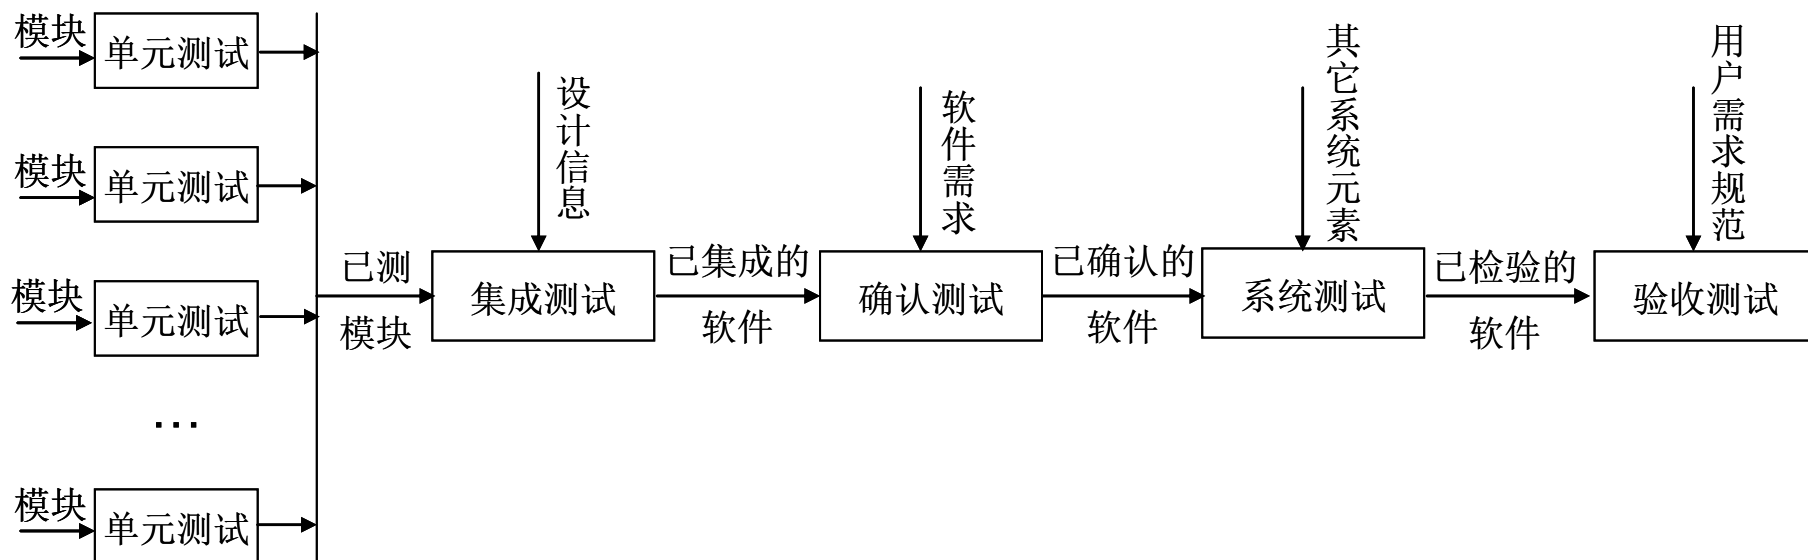 模块
单元测试
模块
单元测试
模块
单元测试
…
模块
单元测试
已测
模块
设计信息
集成测试
已集成的
软件
软件需求
确认测试
已确认的
软件
其它系统元素
系统测试
已检验的
软件
用户需求规范
验收测试